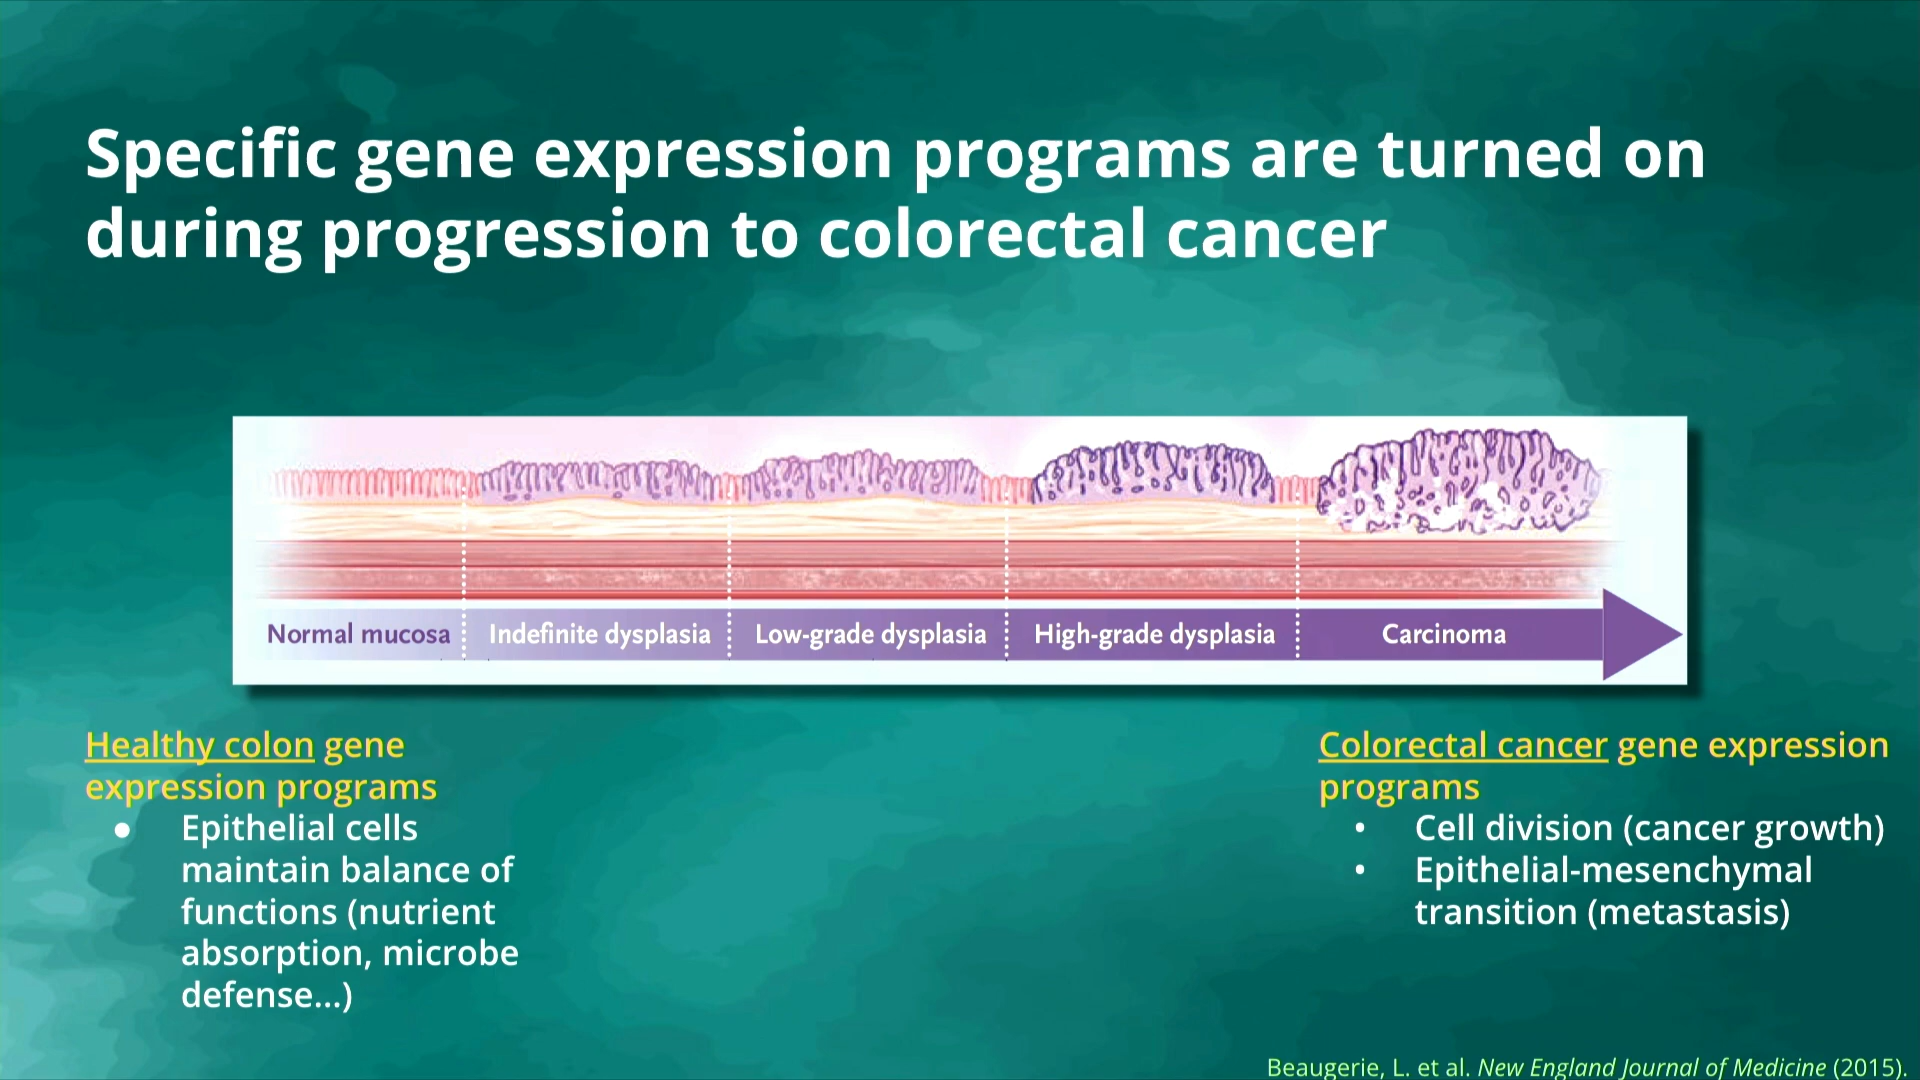 Specific gene expression programs are turned on
during progression to colorectal cancer
Normal mucosa
Indefinite dysplasia
Low-grade dysplasia
High-grade dysplasia
Carcinoma
Healthy colon gene
expression programs
● Epithelial cells
maintain balance of
functions (nutrient
absorption, microbe
defense...)
Colorectal cancer gene expression
programs
• Cell division (cancer growth)
• Epithelial-mesenchymal
transition (metastasis)
Beaugerie, L. et al. New England Journal of Medicine (2015).